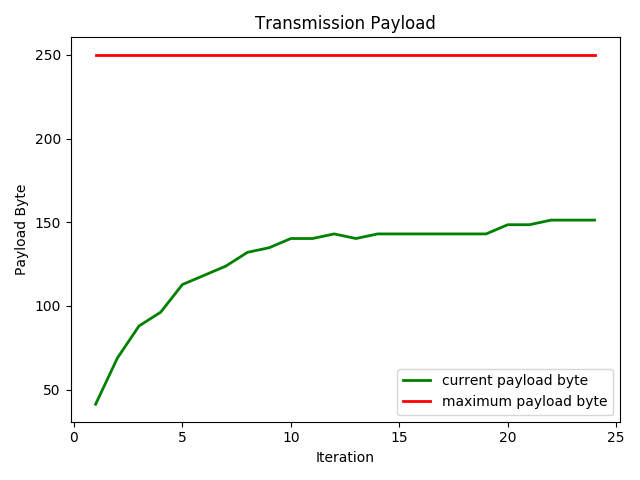 Transmission Payload
250
200
150
100
50
Payload Byte
0
5
10
15
20
25
Iteration
current payload byte
maximum payload byte